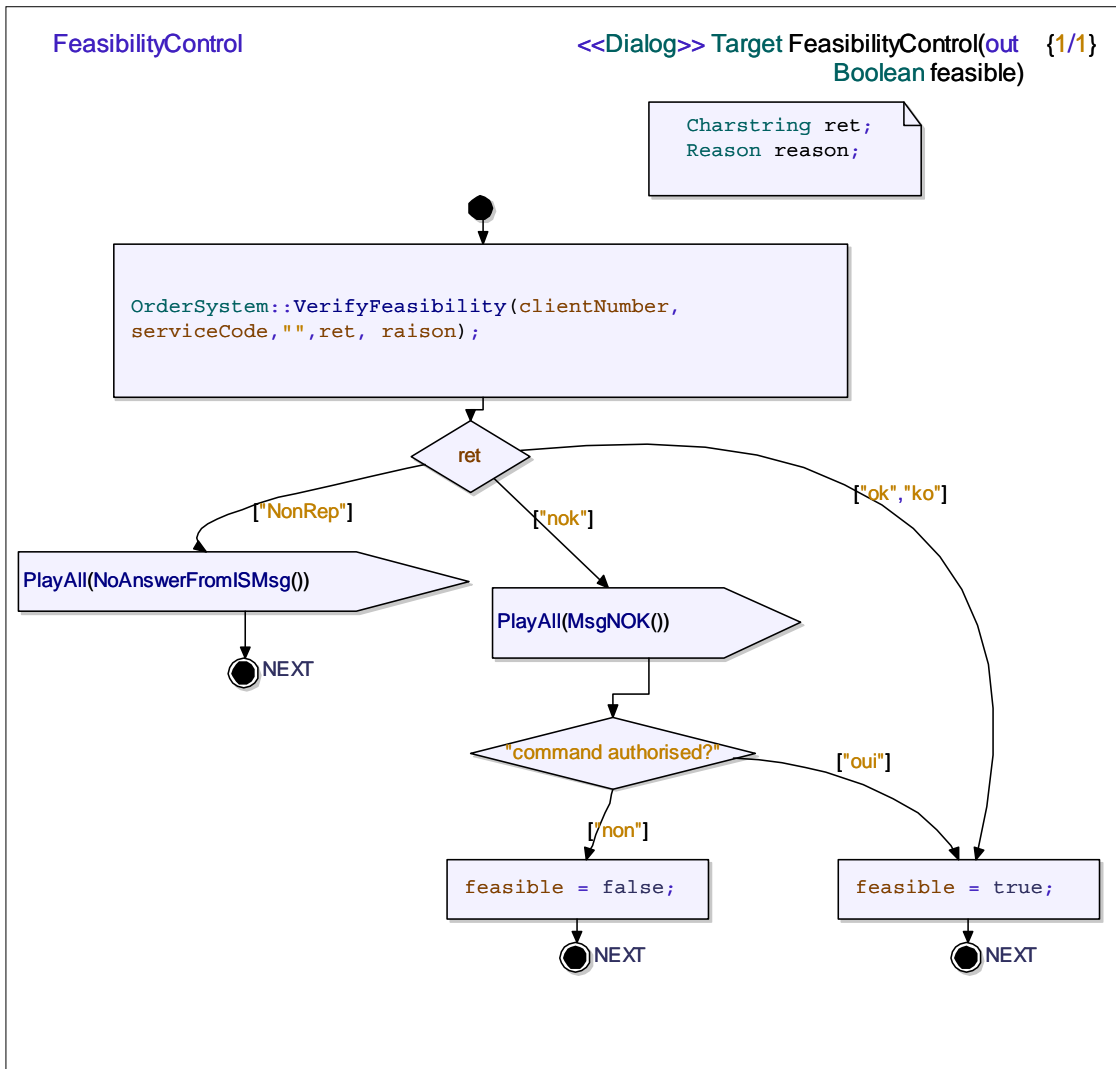 FeasibilityControl
<<Dialog>> Target FeasibilityControl(out {1/1}
Boolean feasible)
Charstring ret;
Reason reason;
OrderSystem::VerifyFeasibility(clientNumber,
serviceCode,"",ret, raison);
ret
["NonRep"]
["nok"]
["ok","ko"]
PlayAll(NoAnswerFromISMsg())
PlayAll(MsgNOK())
NEXT
"command authorised?"
["oui"]
["non"]
feasible = false;
feasible = true;
NEXT
NEXT